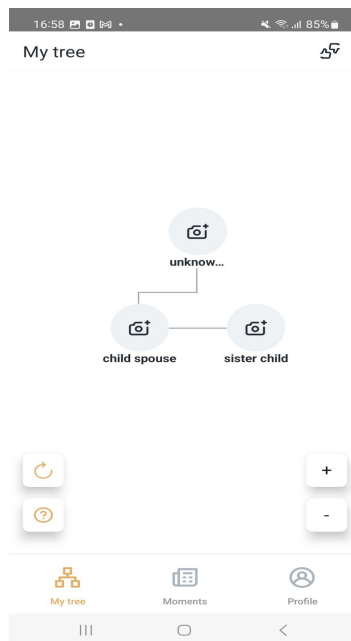 16:58 85%
My tree
unknow...
child spouse sister child
+
?
-
My tree Moments Profile